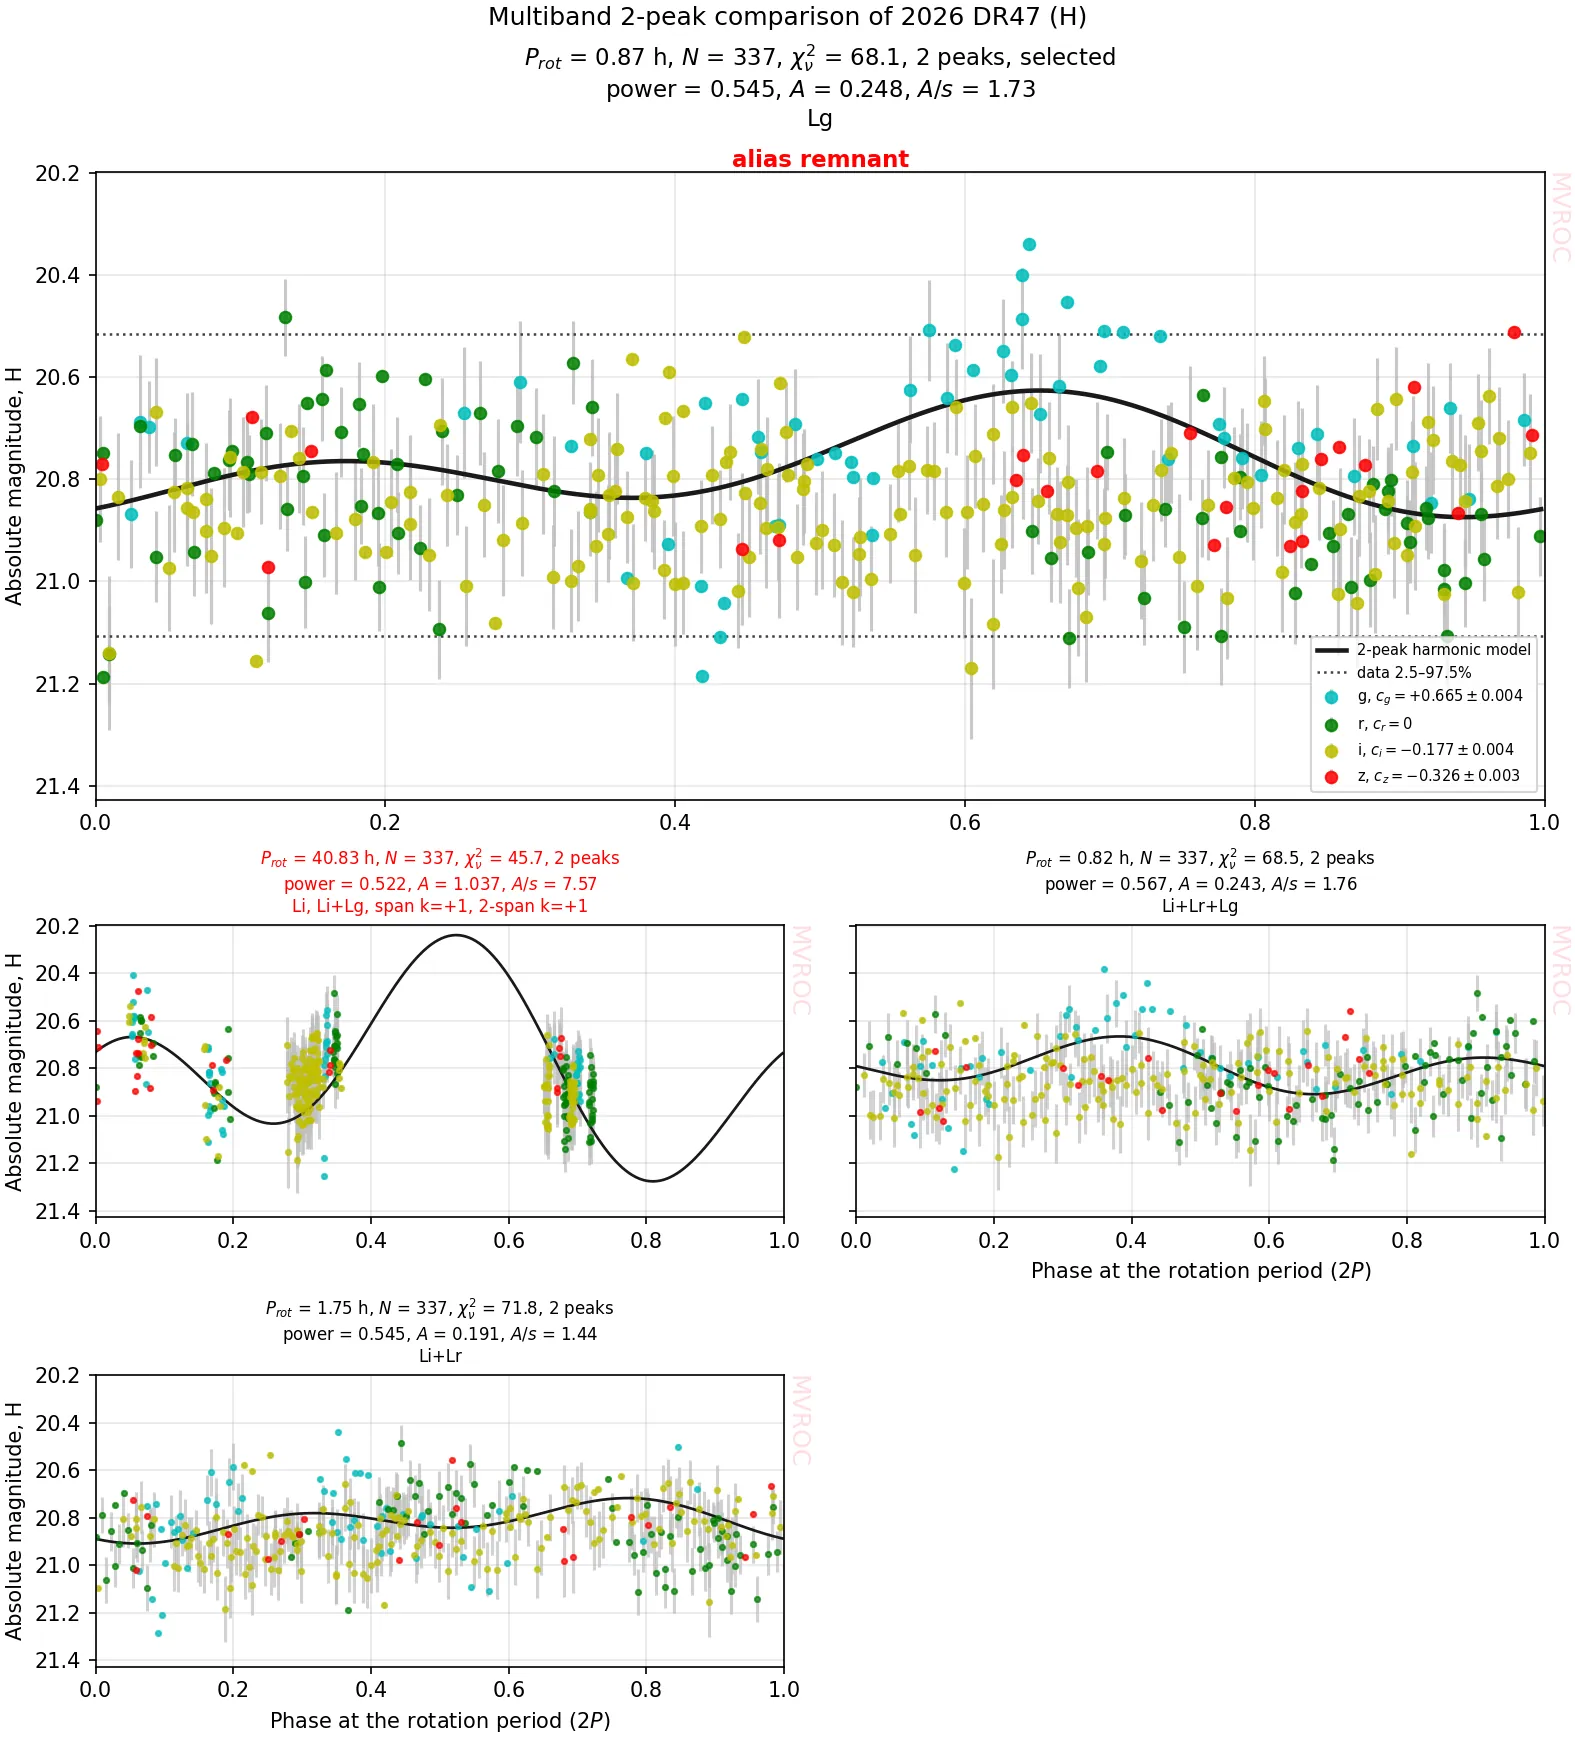 Multiband 2-peak comparison of 2026 DR47 (H)
P_rot = 0.87 h, N = 337, χ²_ν = 68.1, 2 peaks, selected
power = 0.545, A = 0.248, A/s = 1.73
Lg
alias remnant
MVROC
Absolute magnitude, H
20.2
20.4
20.6
20.8
21.0
21.2
21.4
2-peak harmonic model
data 2.5–97.5%
g, c_g = +0.665 ± 0.004
r, c_r = 0
i, c_i = −0.177 ± 0.004
z, c_z = −0.326 ± 0.003
0.0 0.2 0.4 0.6 0.8 1.0
P_rot = 40.83 h, N = 337, χ²_ν = 45.7, 2 peaks
power = 0.522, A = 1.037, A/s = 7.57
Li, Li+Lg, span k=+1, 2-span k=+1
MVROC
Absolute magnitude, H
20.2
20.4
20.6
20.8
21.0
21.2
21.4
0.0 0.2 0.4 0.6 0.8 1.0
P_rot = 0.82 h, N = 337, χ²_ν = 68.5, 2 peaks
power = 0.567, A = 0.243, A/s = 1.76
Li+Lr+Lg
MVROC
0.0 0.2 0.4 0.6 0.8 1.0
Phase at the rotation period (2P)
P_rot = 1.75 h, N = 337, χ²_ν = 71.8, 2 peaks
power = 0.545, A = 0.191, A/s = 1.44
Li+Lr
MVROC
Absolute magnitude, H
20.2
20.4
20.6
20.8
21.0
21.2
21.4
0.0 0.2 0.4 0.6 0.8 1.0
Phase at the rotation period (2P)